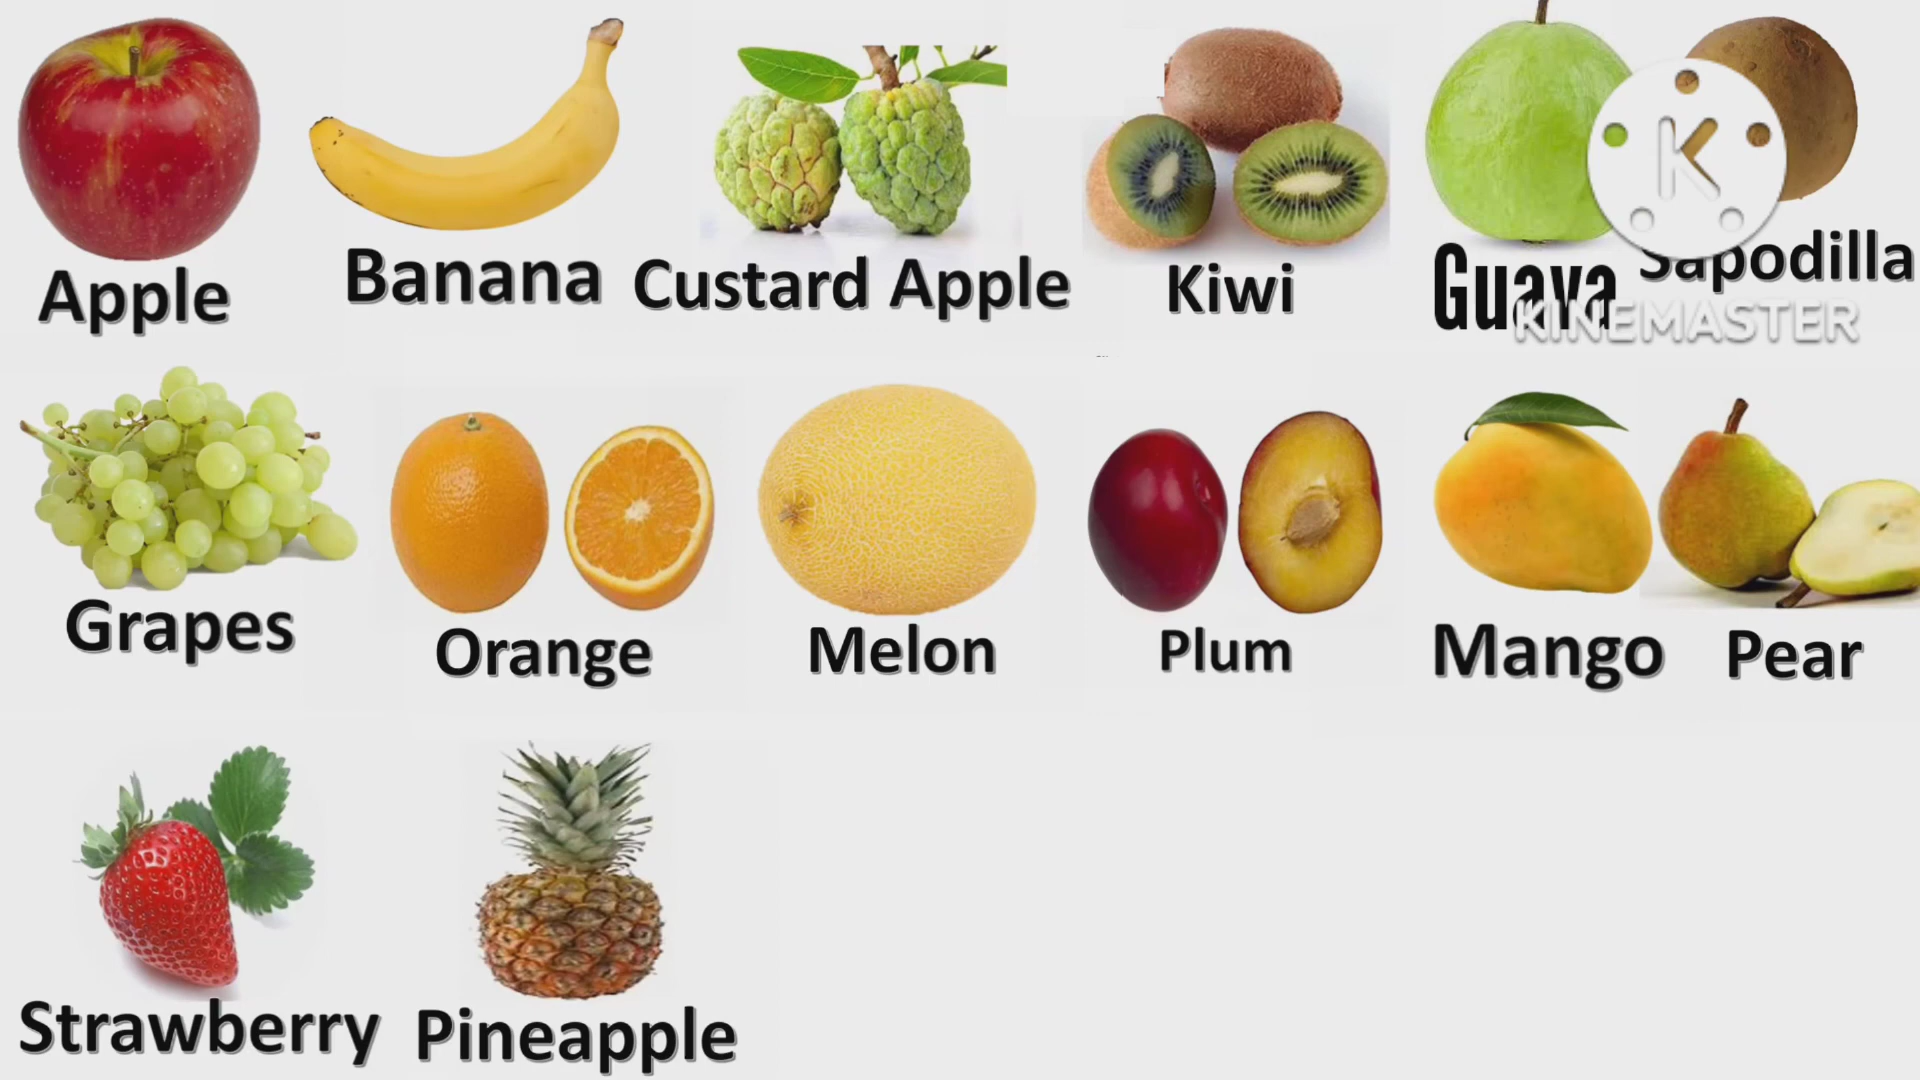 Apple
Banana
Custard Apple
Kiwi
Guava
Sapodilla
K
KINEMASTER
Grapes
Orange
Melon
Plum
Mango
Pear
Strawberry
Pineapple